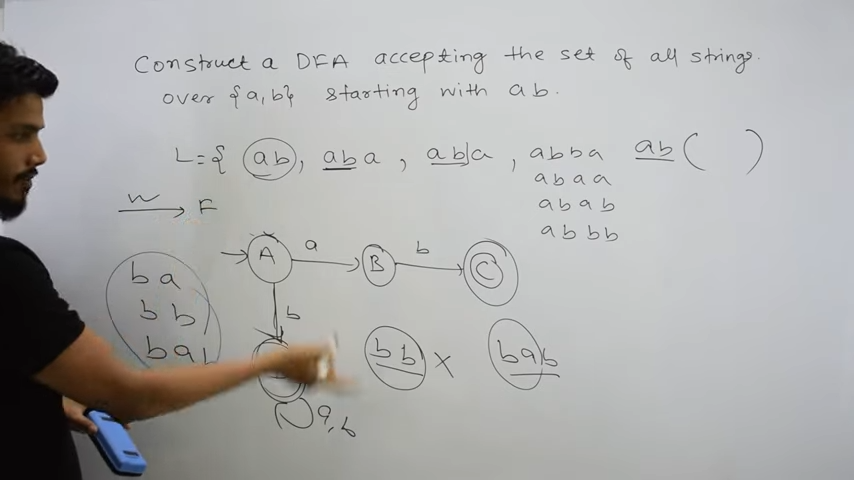 Construct a DFA accepting the set of all strings.
over {a,b} starting with ab.
L={ ab, aba, ab|a, abba ab( )
abaa
abab
abbb
w F
A a B b C
ba
bb
bab
b
bb x bab
a,b